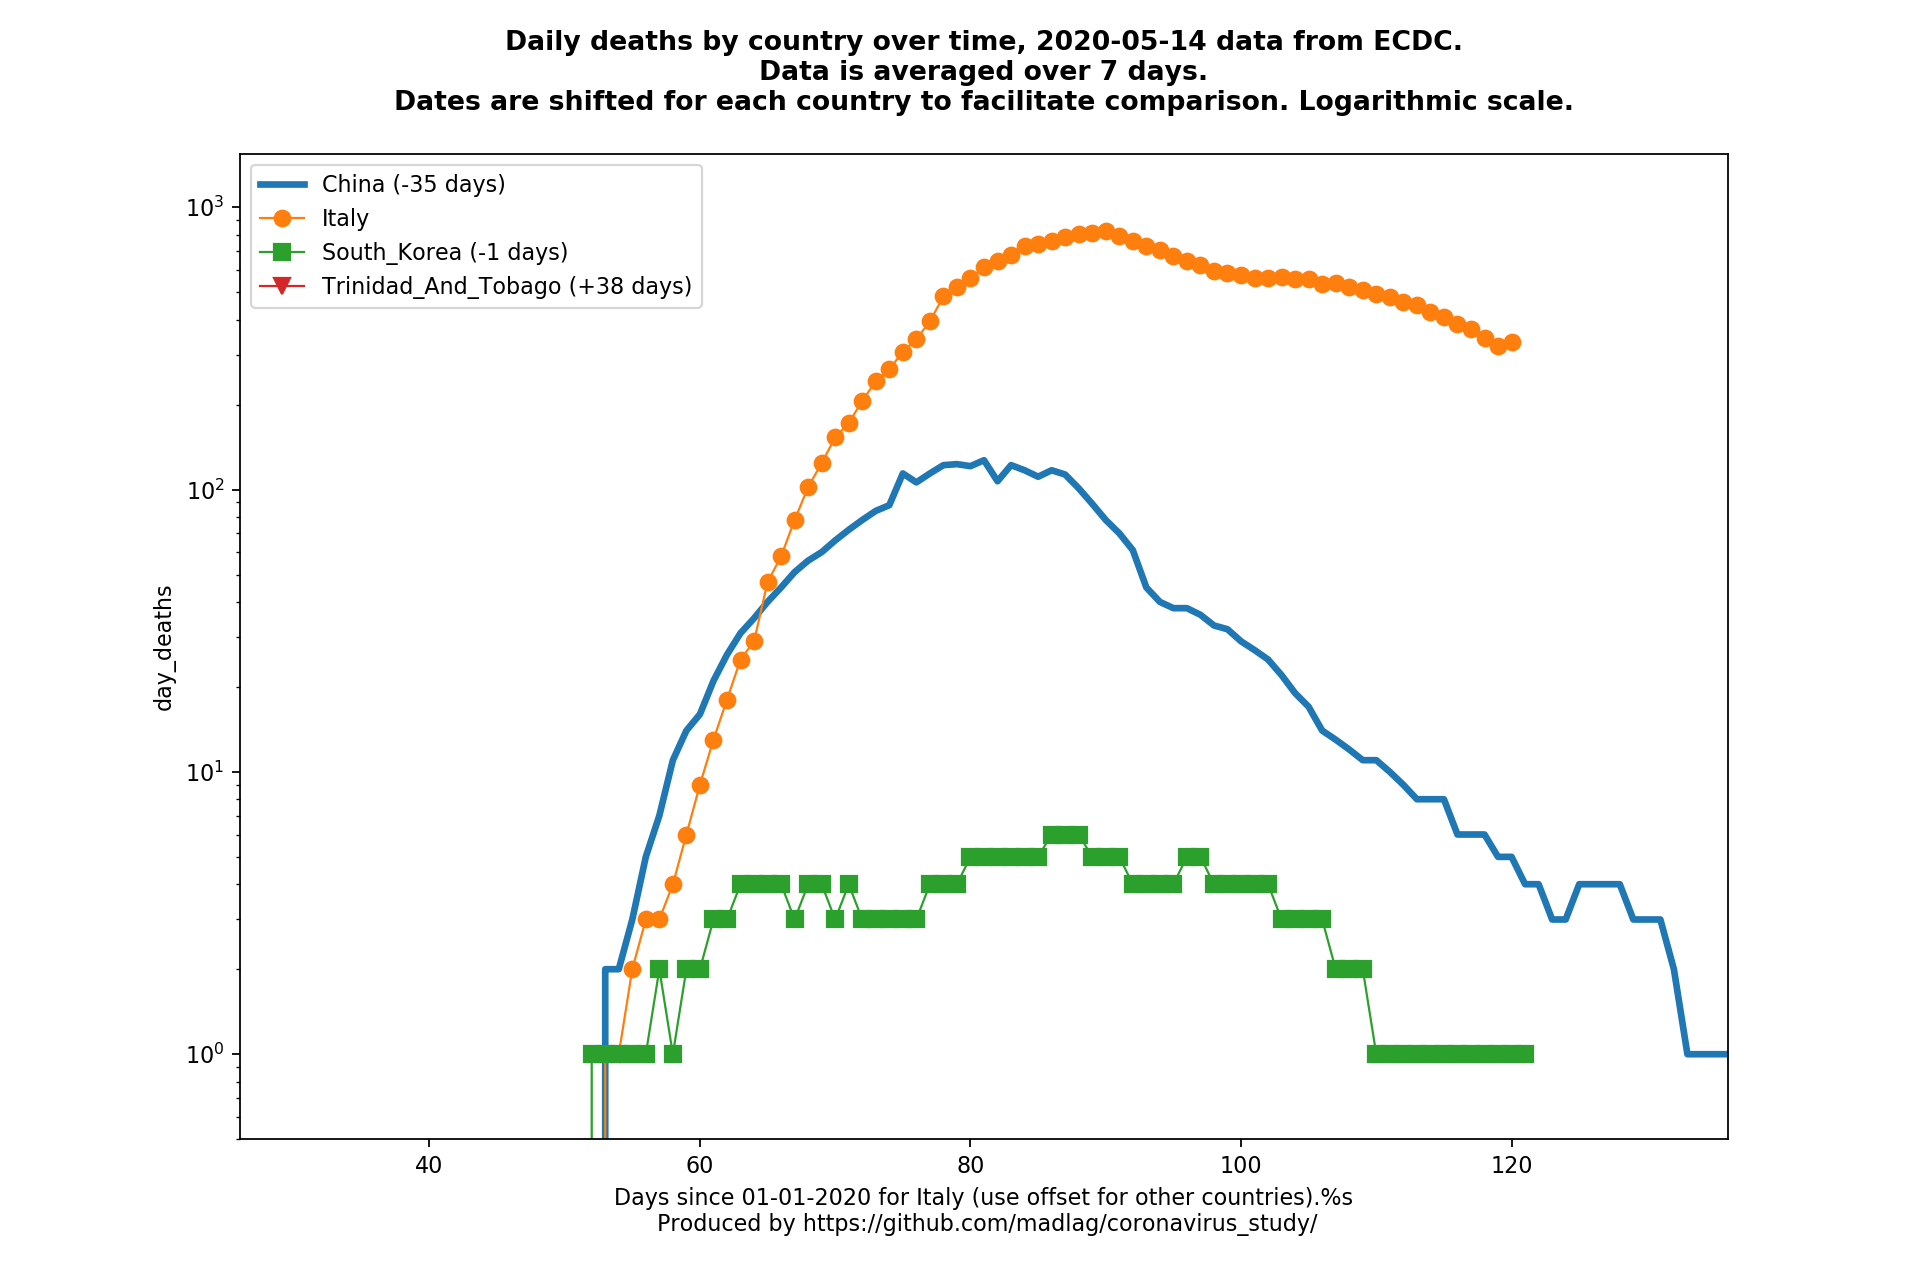 Daily deaths by country over time, 2020-05-14 data from ECDC.
Data is averaged over 7 days.
Dates are shifted for each country to facilitate comparison. Logarithmic scale.
China (-35 days)
Italy
South_Korea (-1 days)
Trinidad_And_Tobago (+38 days)
day_deaths
10³
10²
10¹
10⁰
40 60 80 100 120
Days since 01-01-2020 for Italy (use offset for other countries).%s
Produced by https://github.com/madlag/coronavirus_study/